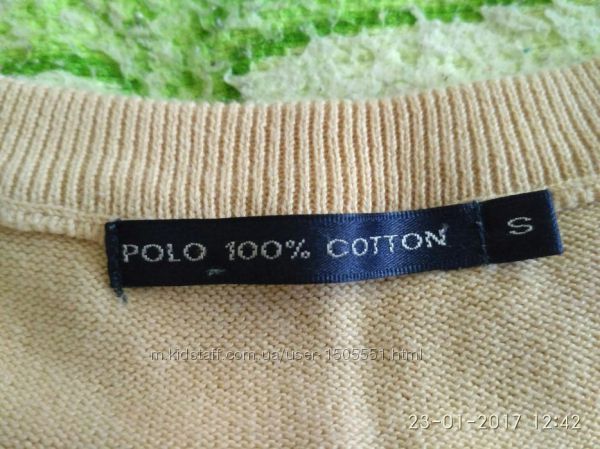 POLO 100% COTTON S
m.kidstaff.com.ua/user-1505551.html
23-01-2017 12:42